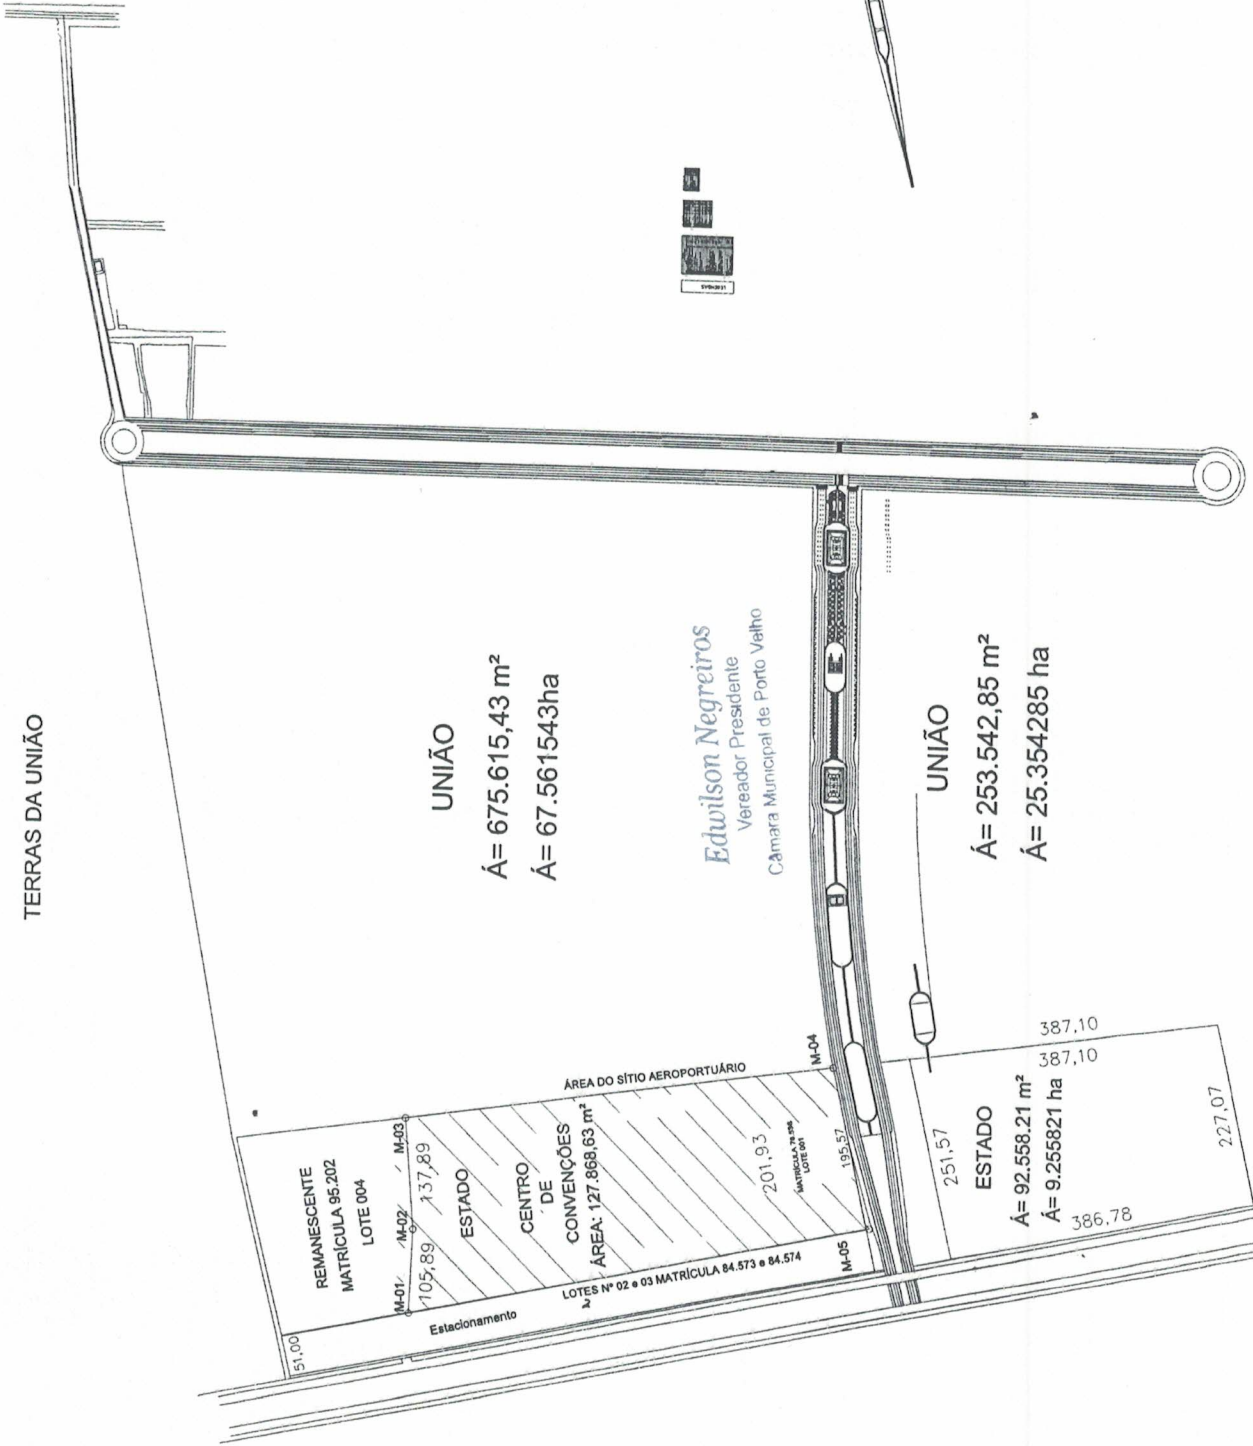 TERRAS DA UNIÃO
UNIÃO
Á= 675.615,43 m²
Á= 67.561543ha
Edwilson Negreiros
Vereador Presidente
Câmara Municipal de Porto Velho
UNIÃO
Á= 253.542,85 m²
Á= 25.354285 ha
REMANESCENTE
MATRÍCULA 95.202
LOTE 004
51,00
M-01
M-02
M-03
105,89
137,89
ESTADO
CENTRO
DE
CONVENÇÕES
ÁREA: 127.868,63 m²
ÁREA DO SÍTIO AEROPORTUÁRIO
M-04
201,93
LOTE 001
195,57
M-05
Estacionamento
LOTES Nº 02 e 03 MATRÍCULA 84.573 e 84.574
387,10
387,10
251,57
ESTADO
Á= 92.558.21 m²
Á= 9.255821 ha
386,78
227,07